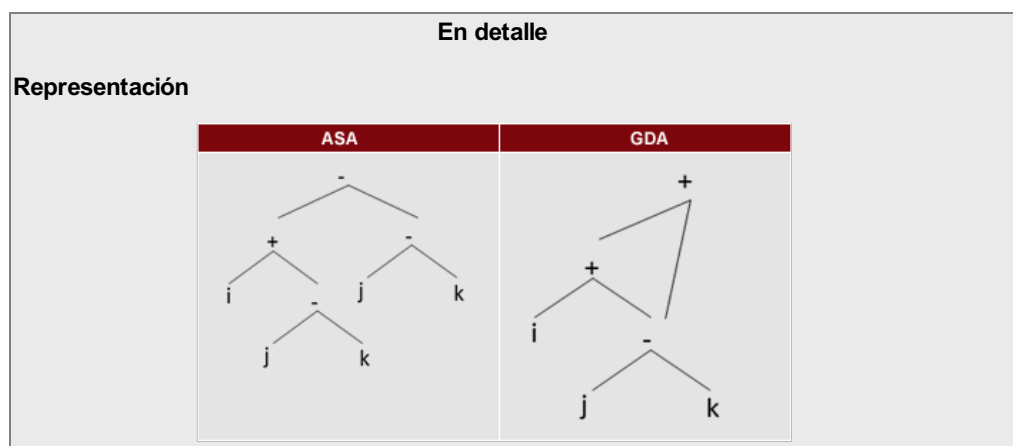 En detalle
Representación
ASA GDA
- +
+ -
i j k
-
j k
+
i
-
j k